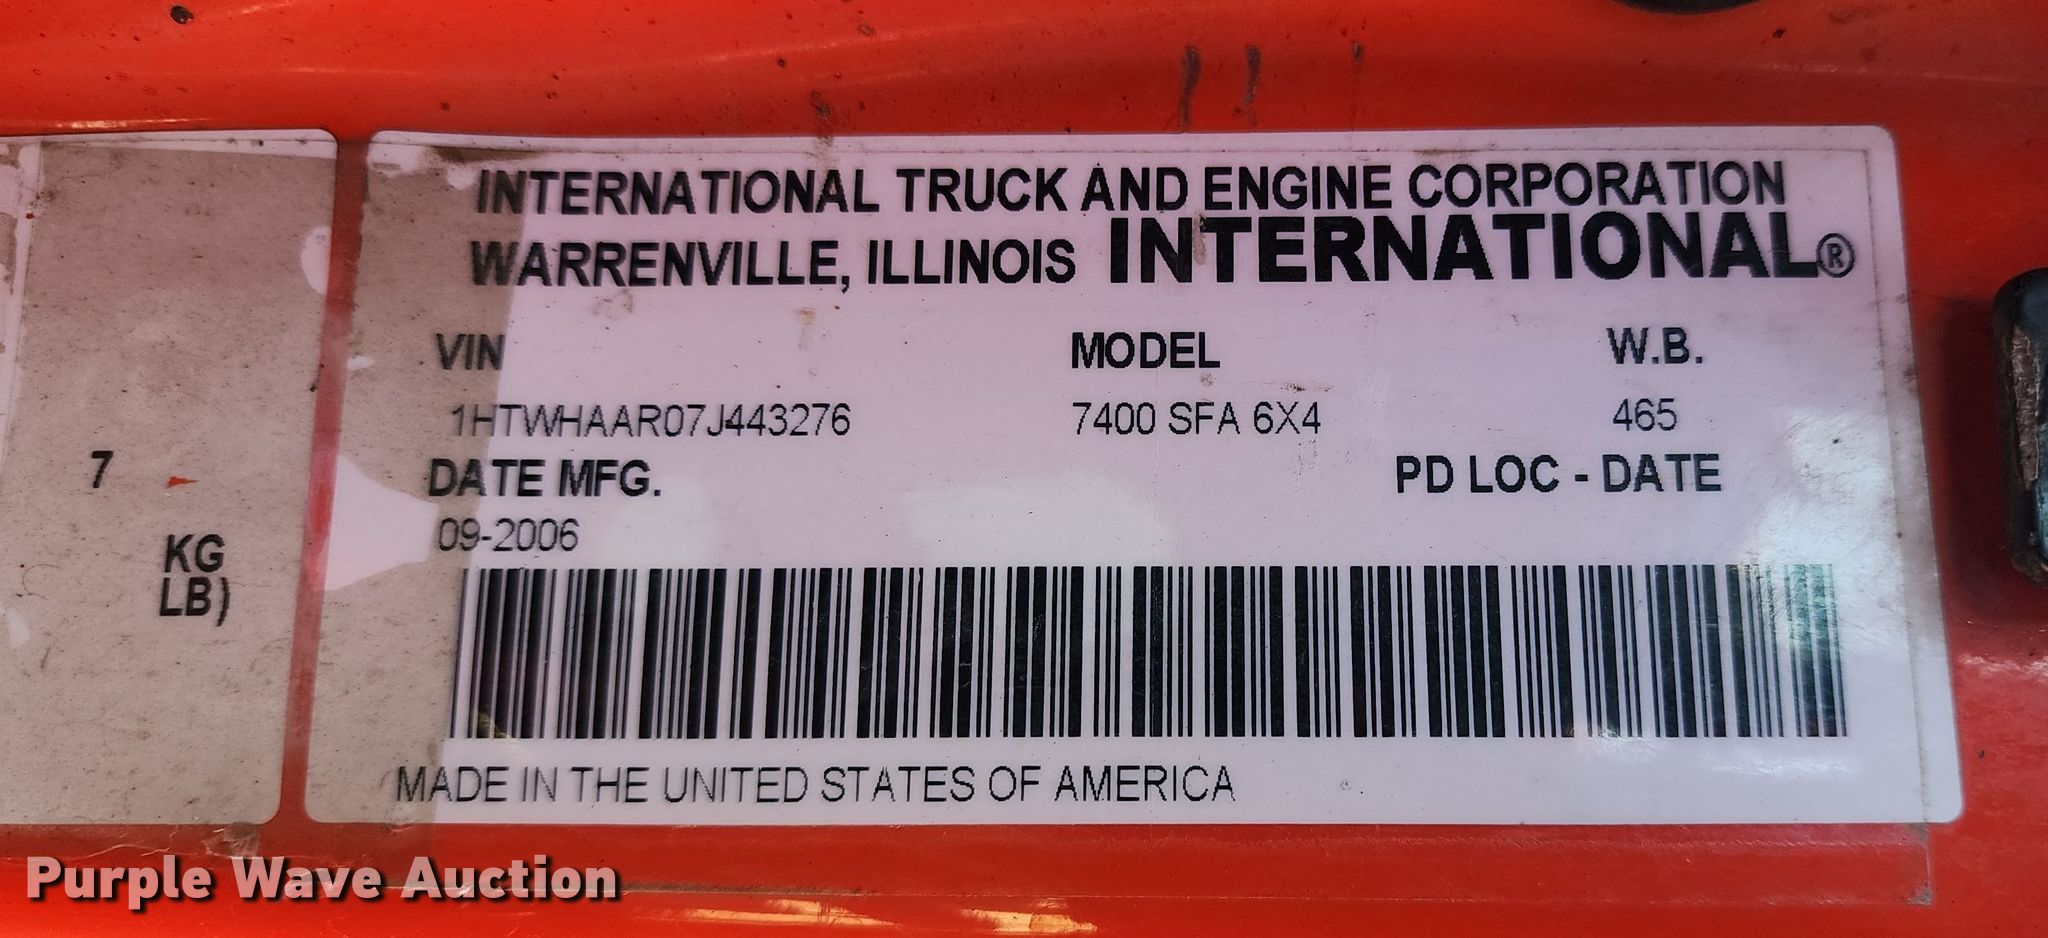 INTERNATIONAL TRUCK AND ENGINE CORPORATION
WARRENVILLE, ILLINOIS INTERNATIONAL®
VIN MODEL W.B.
1HTWHAAR07J443276 7400 SFA 6X4 465
DATE MFG. PD LOC - DATE
09-2006
MADE IN THE UNITED STATES OF AMERICA
7
KG
LB)
Purple Wave Auction